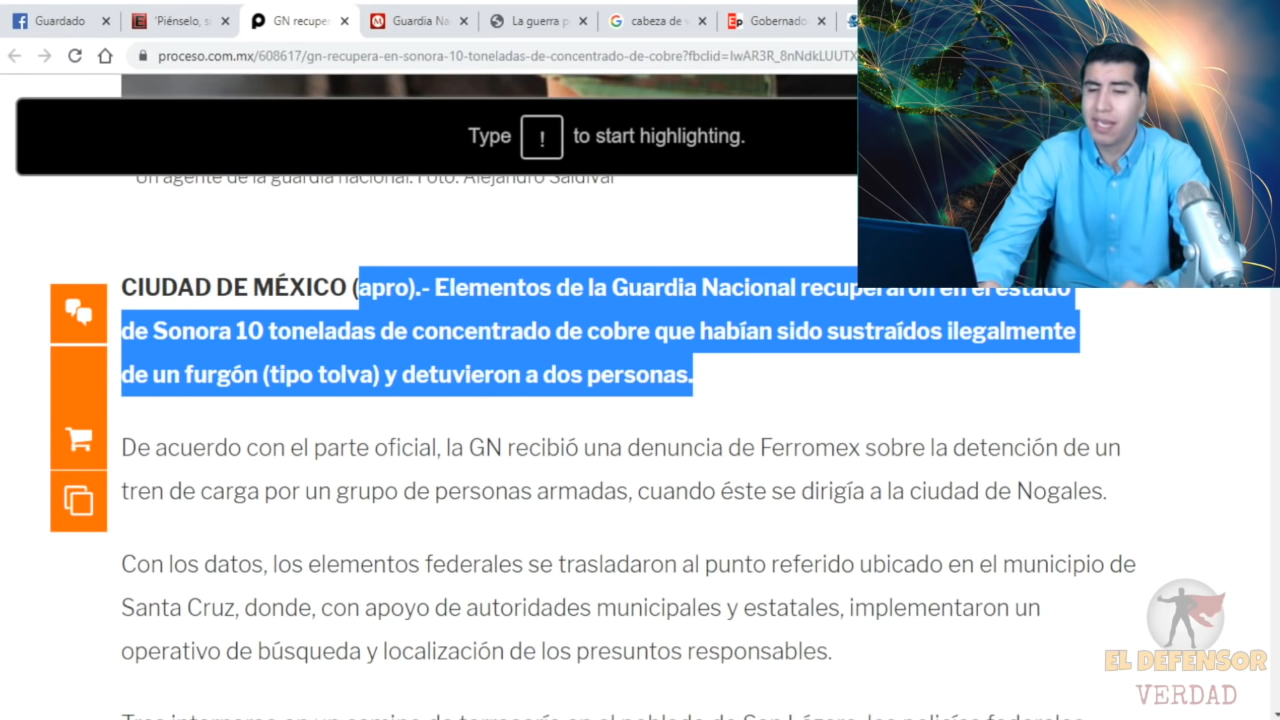 Guardado
'Piénselo, si
GN recupe
Guardia Na
La guerra p
cabeza de v
Gobernado
proceso.com.mx/608617/gn-recupera-en-sonora-10-toneladas-de-concentrado-de-cobre?fbclid=IwAR3R_8nNdkLUUTX
Type ! to start highlighting.
Un agente de la guardia nacional. Foto: Alejandro Saldívar
CIUDAD DE MÉXICO (apro).- Elementos de la Guardia Nacional recuperaron en el estado
de Sonora 10 toneladas de concentrado de cobre que habían sido sustraídos ilegalmente
de un furgón (tipo tolva) y detuvieron a dos personas.
De acuerdo con el parte oficial, la GN recibió una denuncia de Ferromex sobre la detención de un
tren de carga por un grupo de personas armadas, cuando éste se dirigía a la ciudad de Nogales.
Con los datos, los elementos federales se trasladaron al punto referido ubicado en el municipio de
Santa Cruz, donde, con apoyo de autoridades municipales y estatales, implementaron un
operativo de búsqueda y localización de los presuntos responsables.
EL DEFENSOR
VERDAD